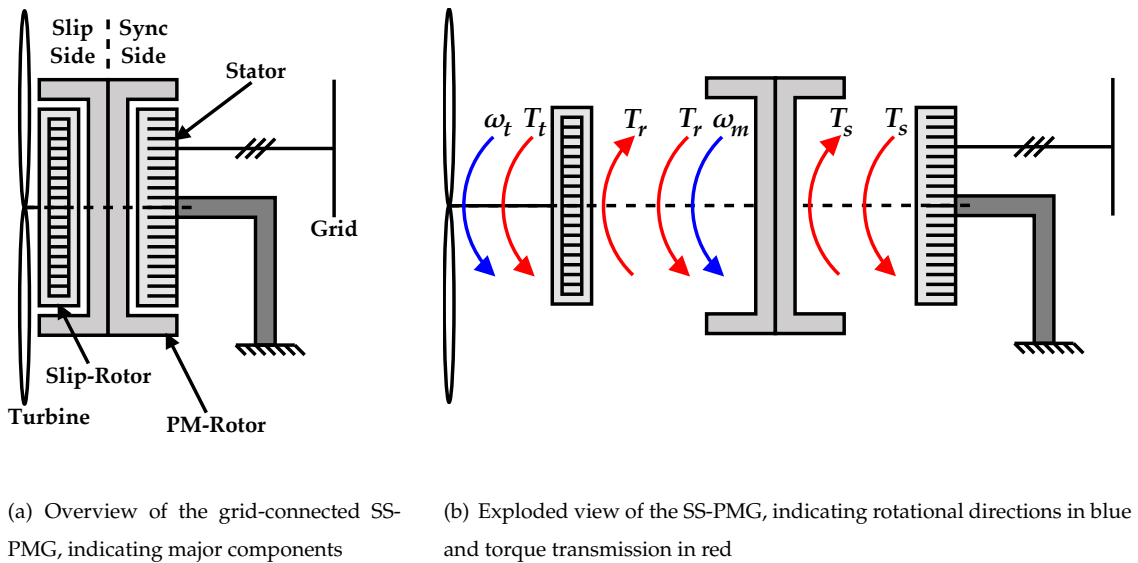 Slip Sync
Side Side
Stator
Grid
Slip-Rotor
Turbine
PM-Rotor
ωt Tt Tr Tr ωm Ts Ts
(a) Overview of the grid-connected SS-
PMG, indicating major components
(b) Exploded view of the SS-PMG, indicating rotational directions in blue
and torque transmission in red